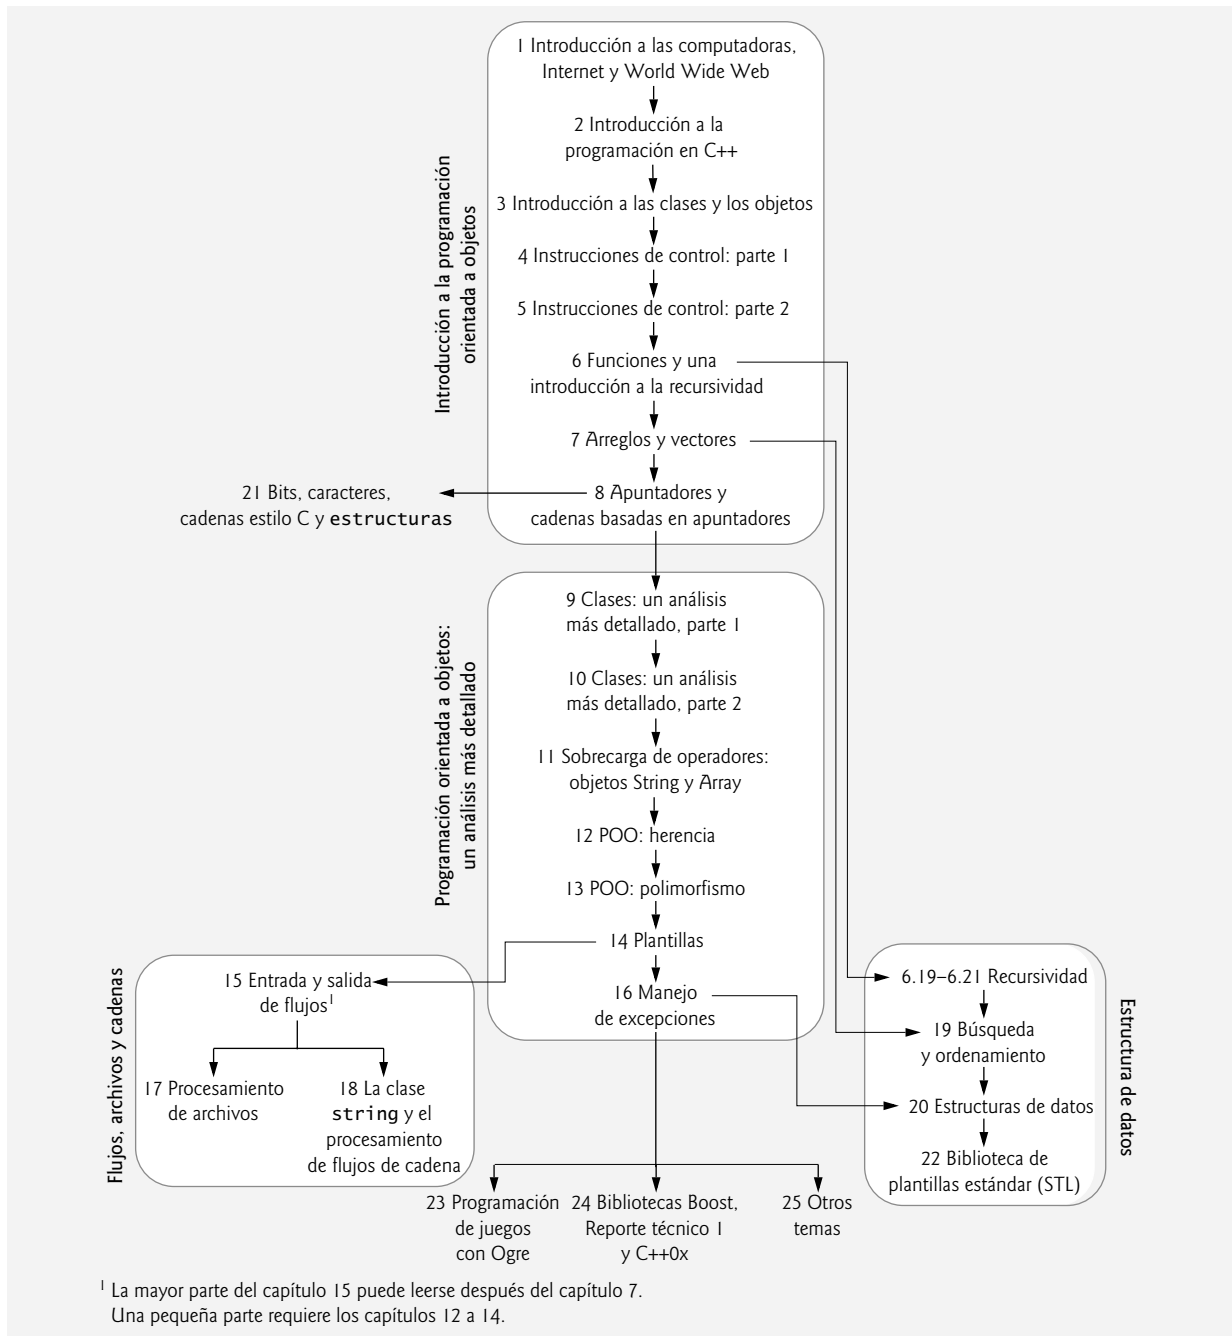 1 Introducción a las computadoras,
Internet y World Wide Web
2 Introducción a la
programación en C++
3 Introducción a las clases y los objetos
4 Instrucciones de control: parte 1
5 Instrucciones de control: parte 2
6 Funciones y una
introducción a la recursividad
7 Arreglos y vectores
8 Apuntadores y
cadenas basadas en apuntadores
Introducción a la programación
orientada a objetos
21 Bits, caracteres,
cadenas estilo C y estructuras
9 Clases: un análisis
más detallado, parte 1
10 Clases: un análisis
más detallado, parte 2
11 Sobrecarga de operadores:
objetos String y Array
12 POO: herencia
13 POO: polimorfismo
14 Plantillas
16 Manejo
de excepciones
Programación orientada a objetos:
un análisis más detallado
15 Entrada y salida
de flujos1
17 Procesamiento
de archivos
18 La clase
string y el
procesamiento
de flujos de cadena
Flujos, archivos y cadenas
6.19–6.21 Recursividad
19 Búsqueda
y ordenamiento
20 Estructuras de datos
22 Biblioteca de
plantillas estándar (STL)
Estructura de datos
23 Programación
de juegos
con Ogre
24 Bibliotecas Boost,
Reporte técnico 1
y C++0x
25 Otros
temas
1 La mayor parte del capítulo 15 puede leerse después del capítulo 7.
Una pequeña parte requiere los capítulos 12 a 14.